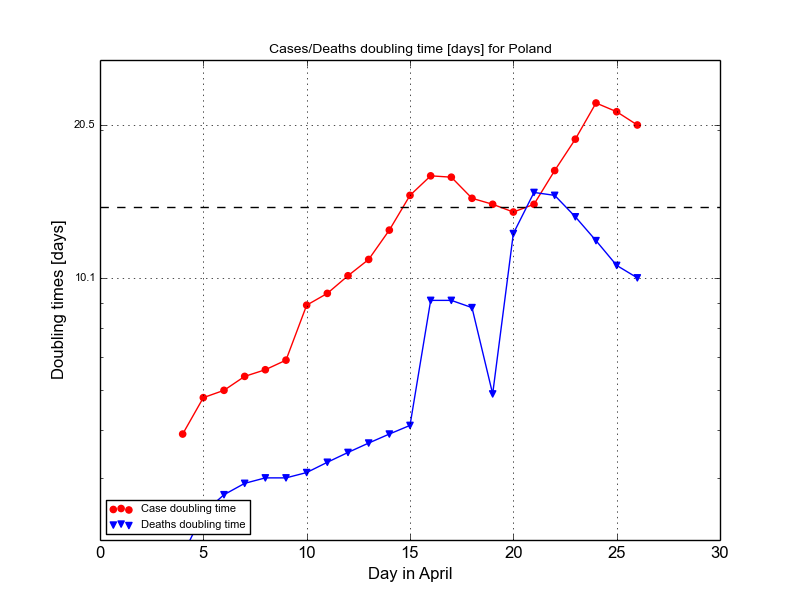 Cases/Deaths doubling time [days] for Poland
20.5
10.1
Doubling times [days]
Case doubling time
Deaths doubling time
0 5 10 15 20 25 30
Day in April